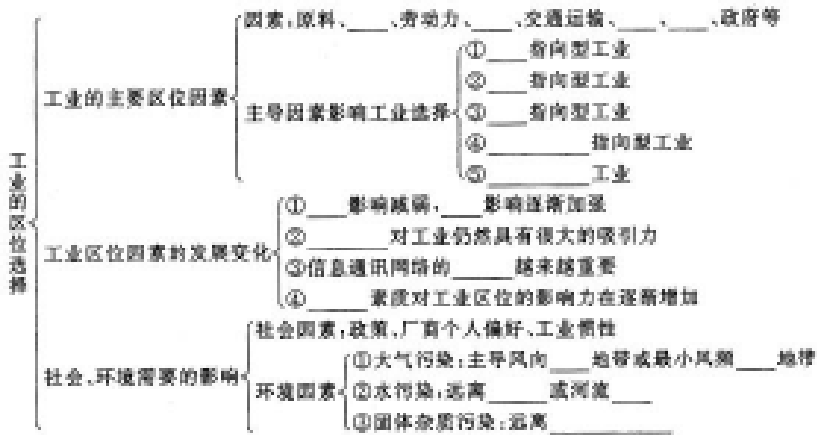 工业的区位选择
工业的主要区位因素
因素:原料、____、劳动力、____、交通运输、____、____、政府等
主导因素影响工业选择
①____指向型工业
②____指向型工业
③____指向型工业
④__________指向型工业
⑤__________工业
工业区位因素的发展变化
①____影响减弱、____影响逐渐加强
②________对工业仍然具有很大的吸引力
③信息通讯网络的______越来越重要
④______素质对工业区位的影响力在逐渐增加
社会、环境需要的影响
社会因素:政策、厂商个人偏好、工业惯性
环境因素
①大气污染:主导风向____地带或最小风频____地带
②水污染:远离______或河流____
③固体杂质污染:远离____________